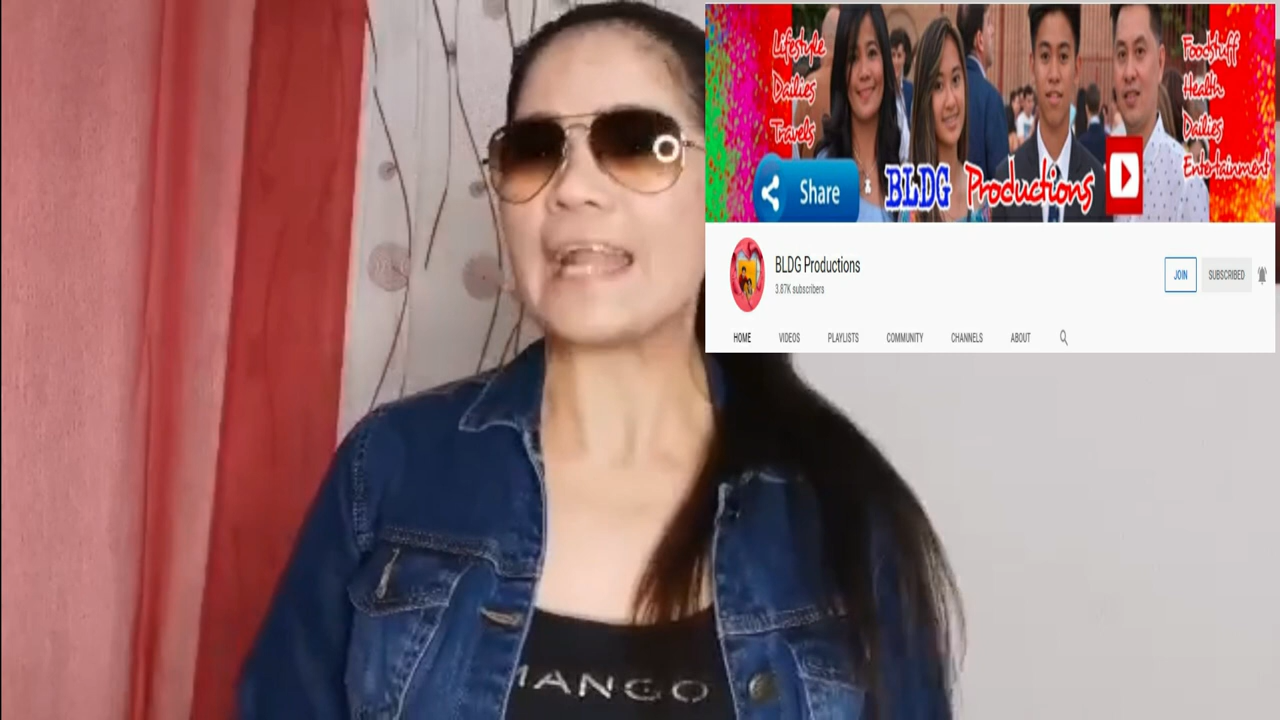 Lifestyle
Dailies
Travels
Foodstuff
Health
Dailies
Entertainment
Share
BLDG Productions
BLDG Productions
3.87K subscribers
JOIN
SUBSCRIBED
HOME VIDEOS PLAYLISTS COMMUNITY CHANNELS ABOUT
MANGO